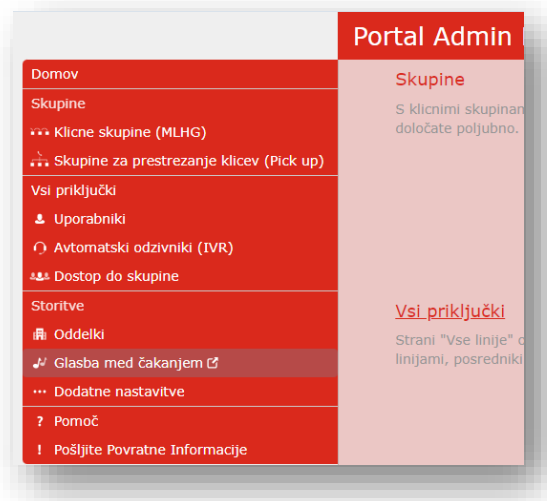 Portal Admin
Domov
Skupine
Klicne skupine (MLHG)
Skupine za prestrezanje klicev (Pick up)
Vsi priključki
Uporabniki
Avtomatski odzivniki (IVR)
Dostop do skupine
Storitve
Oddelki
Glasba med čakanjem
Dodatne nastavitve
? Pomoč
! Pošljite Povratne Informacije
Skupine
S klicnimi
določate poljubno.
Vsi priključki
Strani "Vse linije"
linijami,